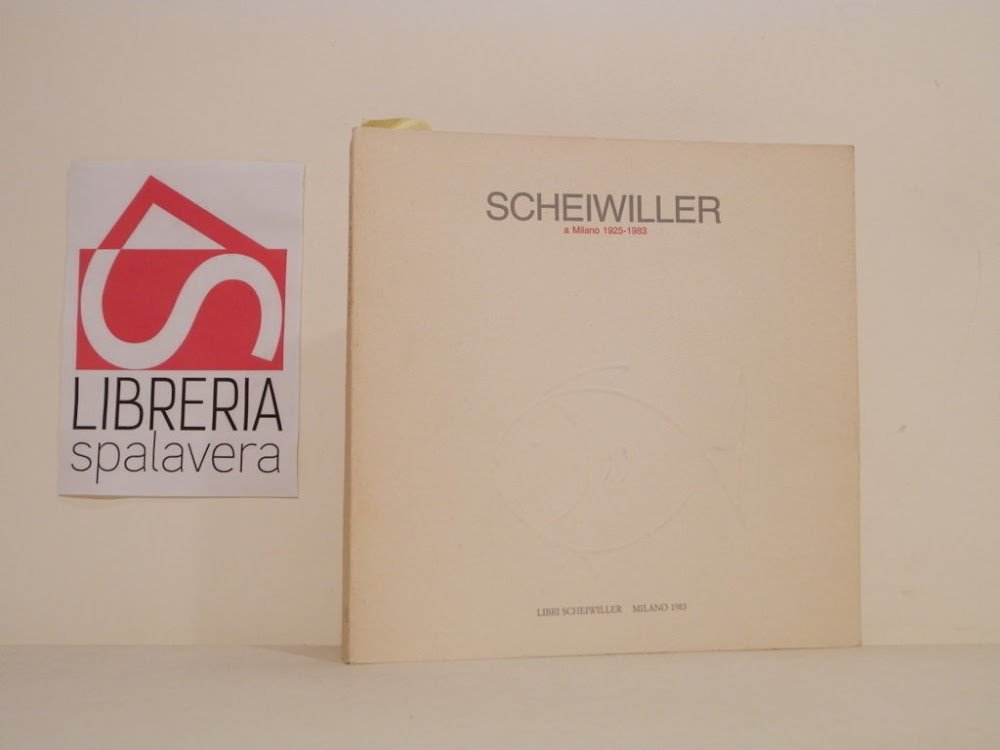 LIBRERIA
spalavera
SCHEIWILLER
a Milano 1925-1983
LIBRI SCHEIWILLER MILANO 1983